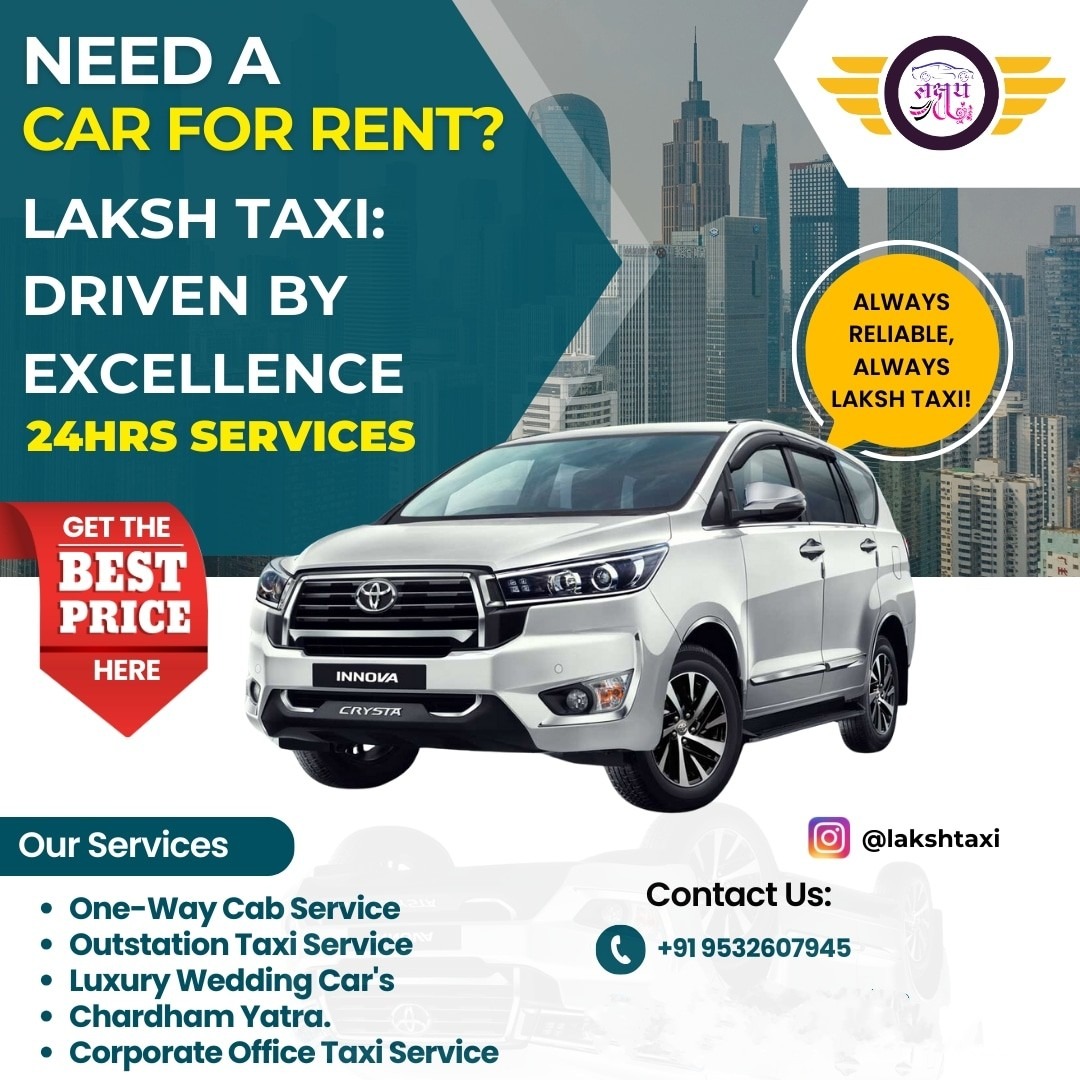 NEED A
CAR FOR RENT?
LAKSH TAXI:
DRIVEN BY
EXCELLENCE
24HRS SERVICES
ALWAYS
RELIABLE,
ALWAYS
LAKSH TAXI!
GET THE
BEST
PRICE
HERE
INNOVA
CRYSTA
Our Services
• One-Way Cab Service
• Outstation Taxi Service
• Luxury Wedding Car's
• Chardham Yatra.
• Corporate Office Taxi Service
@lakshtaxi
Contact Us:
+91 9532607945